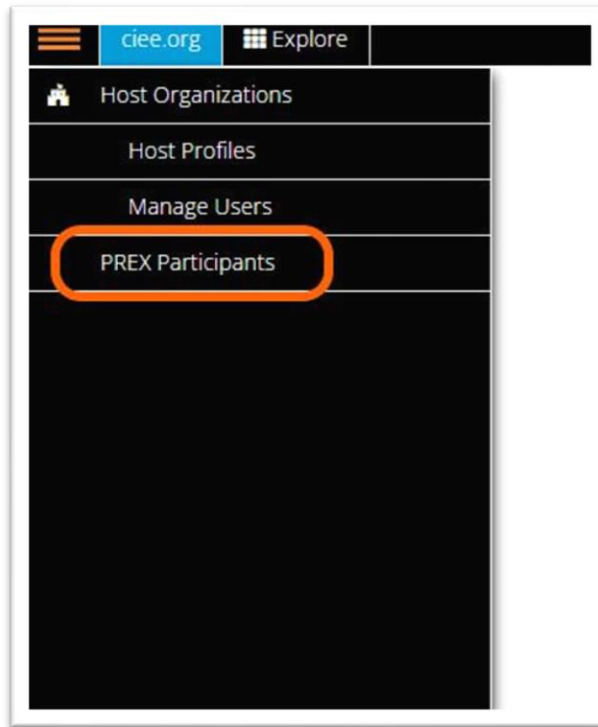 ciee.org Explore
Host Organizations
Host Profiles
Manage Users
PREX Participants